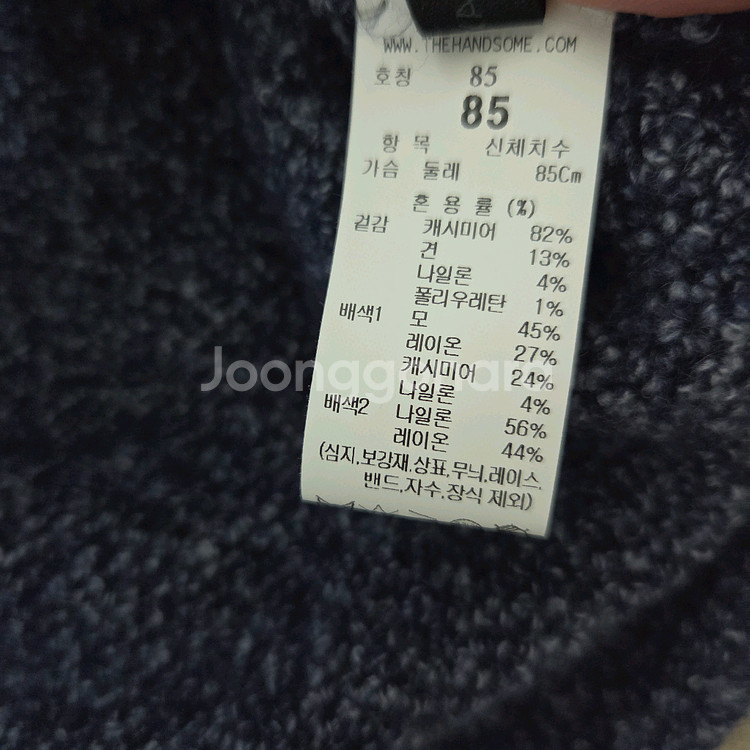 WWW.THEHANDSOME.COM
호칭 85
85
항 목 신체치수
가슴 둘레 85Cm
혼 용 률 (%)
겉감 캐시미어 82%
견 13%
나일론 4%
폴리우레탄 1%
배색1 모 45%
레이온 27%
캐시미어 24%
나일론 4%
배색2 나일론 56%
레이온 44%
(심지.보강재.상표.무늬.레이스.
밴드.자수.장식 제외)